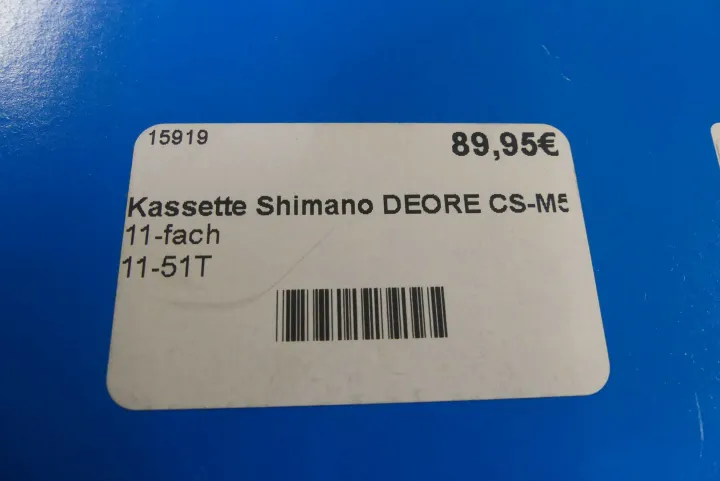 15919
89,95€
Kassette Shimano DEORE CS-M5
11-fach
11-51T